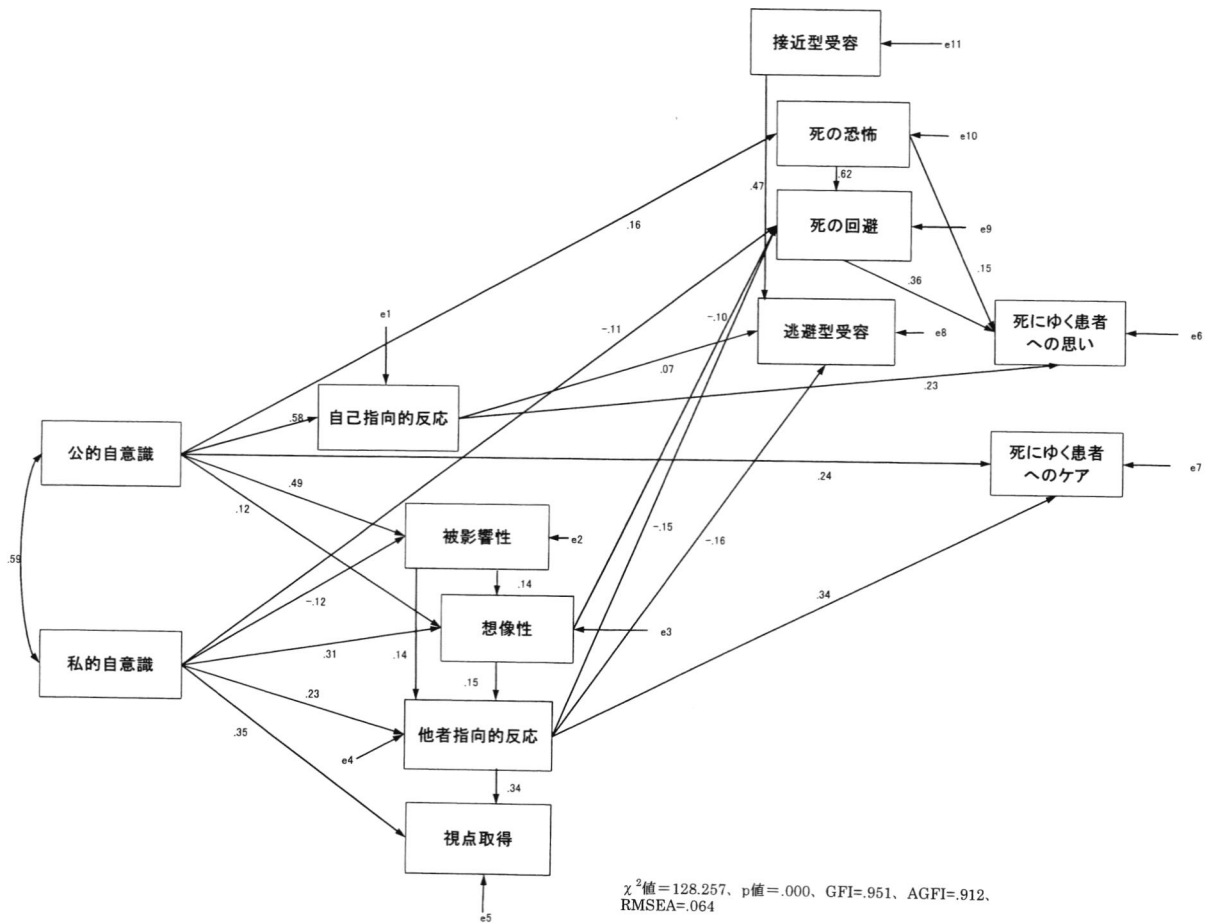 接近型受容
e11
死の恐怖
e10
.47
.62
.16
死の回避
e9
.15
.36
e1
-.11
-.10
逃避型受容
e8
死にゆく患者
への思い
e6
.07
.23
自己指向的反応
.58
公的自意識
死にゆく患者
へのケア
e7
.24
.49
.12
被影響性
e2
-.15
-.16
.59
.14
-.12
想像性
e3
.34
私的自意識
.31
.14
.15
.23
他者指向的反応
.35
e4
.34
視点取得
χ²値＝128.257、p値＝.000、GFI=.951、AGFI=.912、
RMSEA=.064
e5